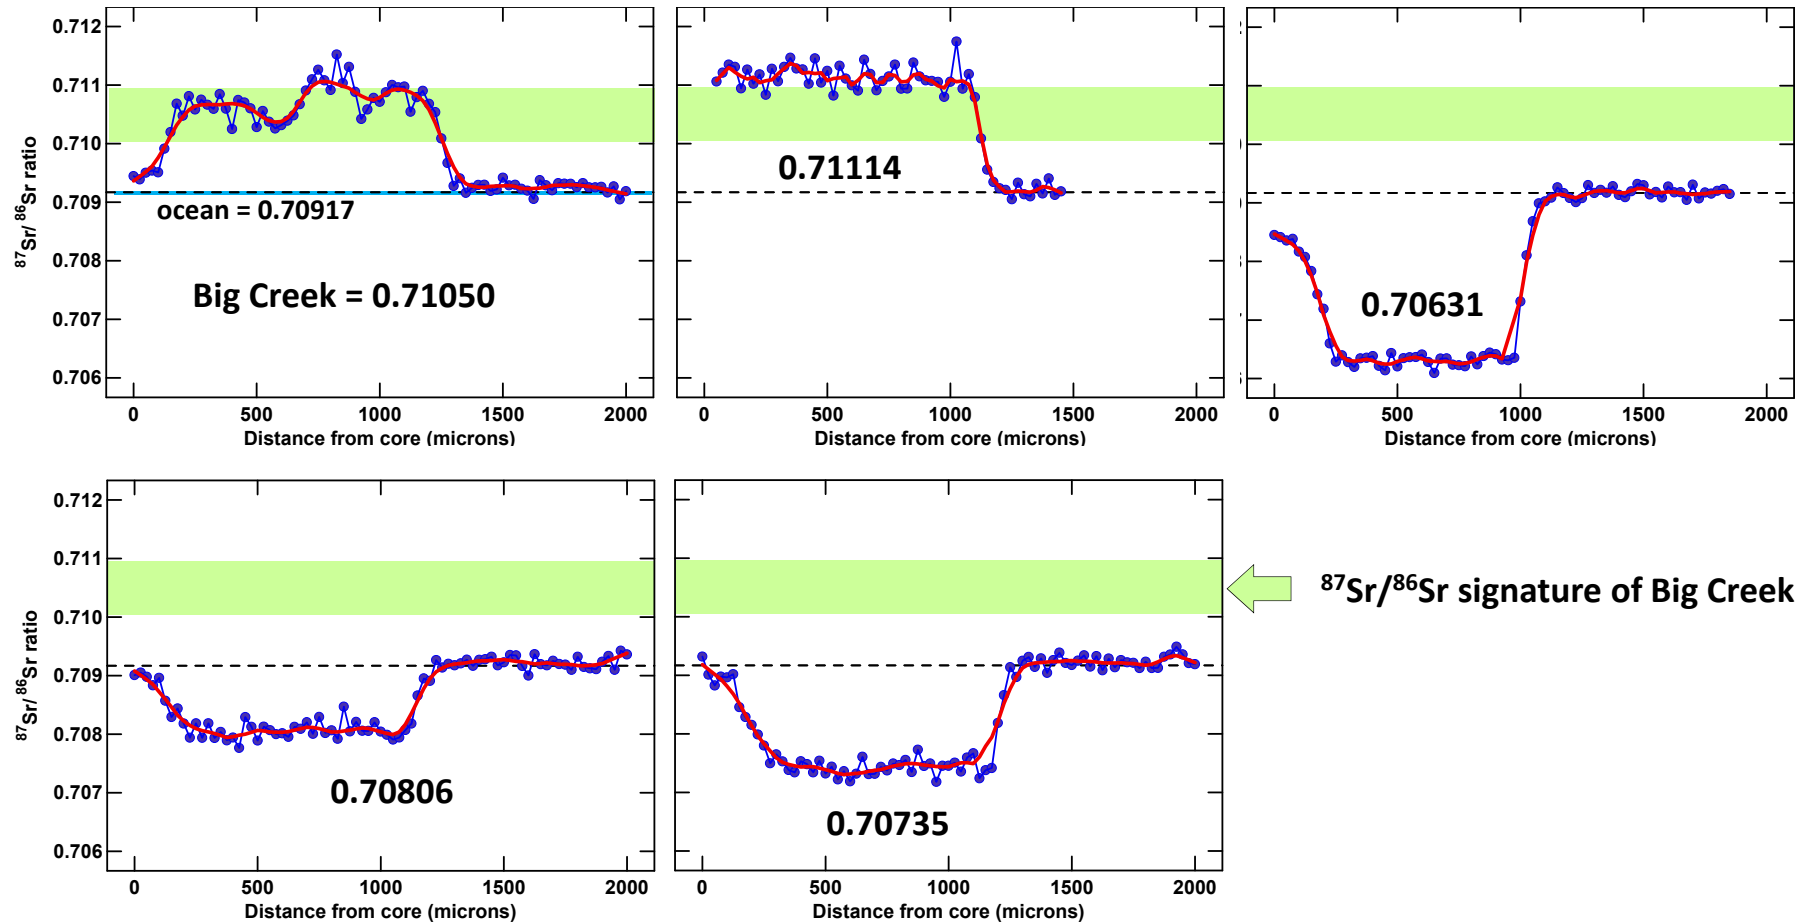 0.712
0.711
0.710
0.709
0.708
0.707
0.706
87Sr/ 86Sr ratio
ocean = 0.70917
Big Creek = 0.71050
0 500 1000 1500 2000
Distance from core (microns)
0.71114
0 500 1000 1500 2000
Distance from core (microns)
0.70631
0 500 1000 1500 2000
Distance from core (microns)
0.712
0.711
0.710
0.709
0.708
0.707
0.706
87Sr/ 86Sr ratio
0.70806
0 500 1000 1500 2000
Distance from core (microns)
0.70735
0 500 1000 1500 2000
Distance from core (microns)
87Sr/86Sr signature of Big Creek